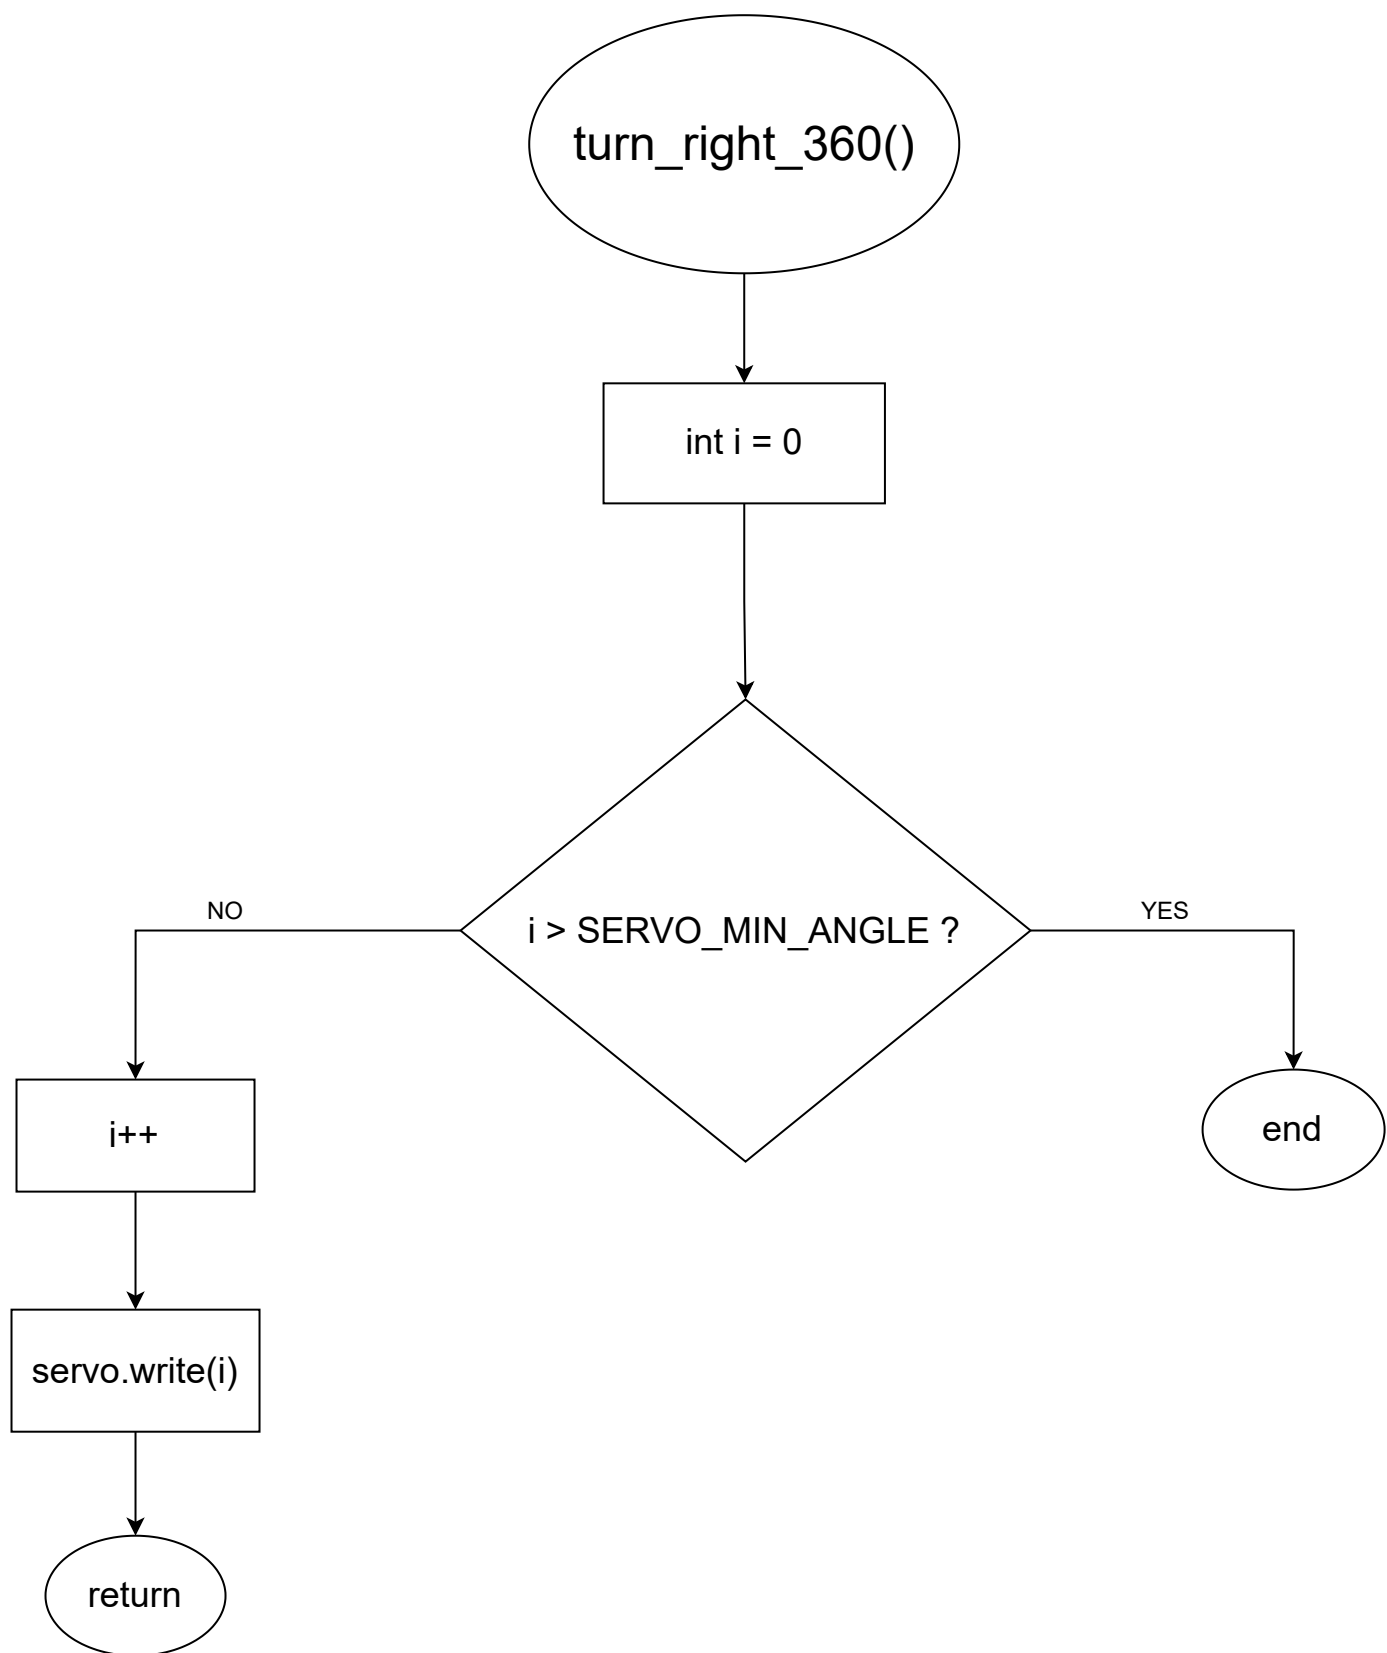 turn_right_360()
int i = 0
i > SERVO_MIN_ANGLE ?
NO
YES
i++
end
servo.write(i)
return